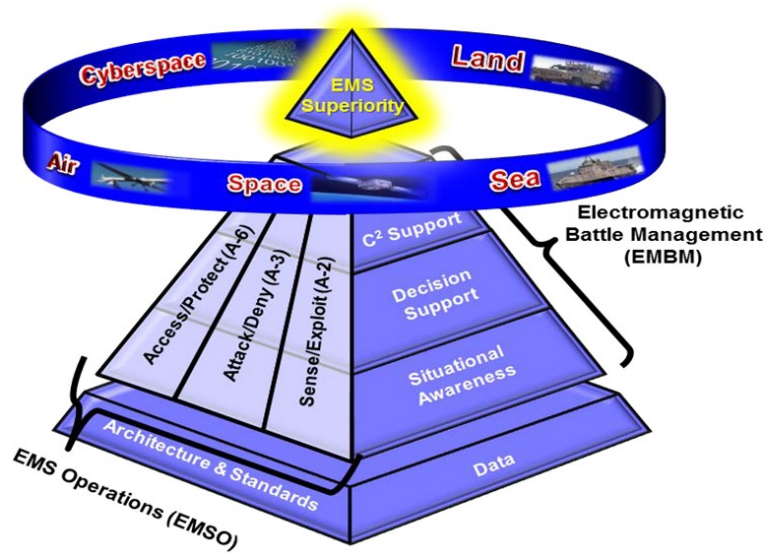 EMS
Superiority
Cyberspace
Land
Air
Space
Sea
Electromagnetic
Battle Management
(EMBM)
C² Support
Decision
Support
Situational
Awareness
Access/Protect (A-6)
Attack/Deny (A-3)
Sense/Exploit (A-2)
Architecture & Standards
Data
EMS Operations (EMSO)